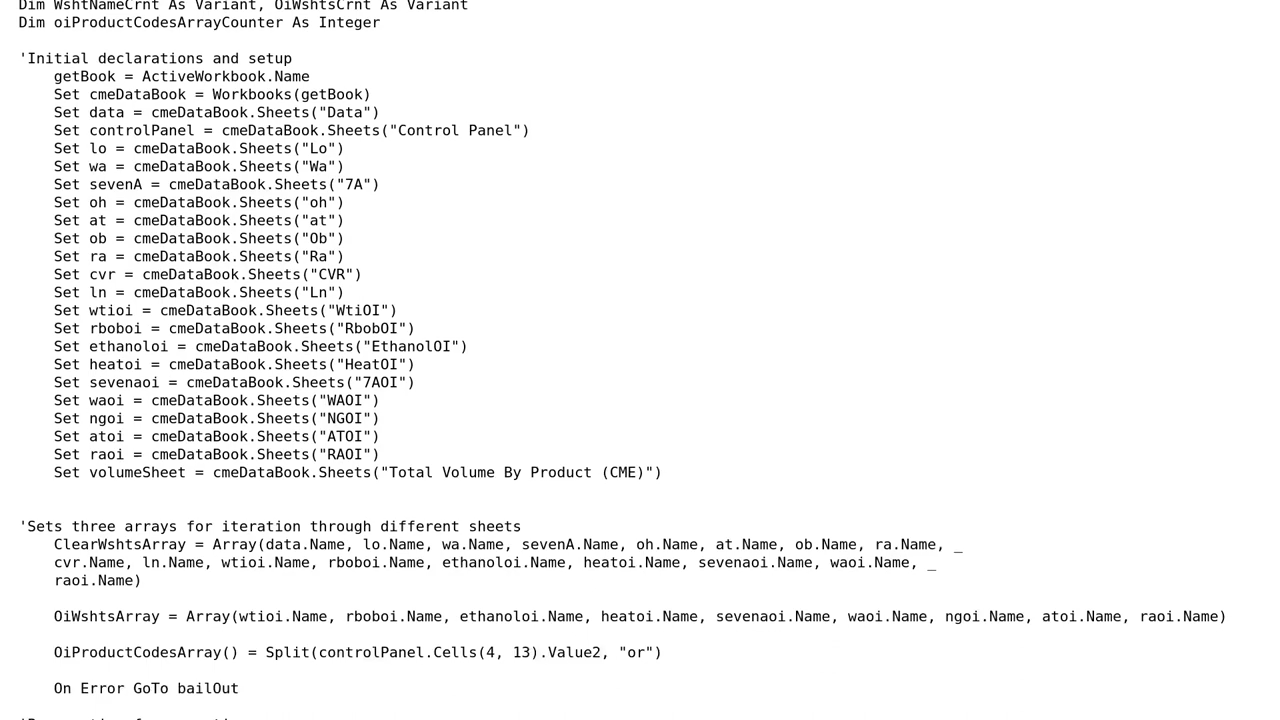 Dim WshtNameCrnt As Variant, OiWshtsCrnt As Variant
Dim oiProductCodesArrayCounter As Integer
'Initial declarations and setup
getBook = ActiveWorkbook.Name
Set cmeDataBook = Workbooks(getBook)
Set data = cmeDataBook.Sheets("Data")
Set controlPanel = cmeDataBook.Sheets("Control Panel")
Set lo = cmeDataBook.Sheets("Lo")
Set wa = cmeDataBook.Sheets("Wa")
Set sevenA = cmeDataBook.Sheets("7A")
Set oh = cmeDataBook.Sheets("oh")
Set at = cmeDataBook.Sheets("at")
Set ob = cmeDataBook.Sheets("Ob")
Set ra = cmeDataBook.Sheets("Ra")
Set cvr = cmeDataBook.Sheets("CVR")
Set ln = cmeDataBook.Sheets("Ln")
Set wtioi = cmeDataBook.Sheets("WtiOI")
Set rboboi = cmeDataBook.Sheets("RbobOI")
Set ethanoloi = cmeDataBook.Sheets("EthanolOI")
Set heatoi = cmeDataBook.Sheets("HeatOI")
Set sevenaoi = cmeDataBook.Sheets("7AOI")
Set waoi = cmeDataBook.Sheets("WAOI")
Set ngoi = cmeDataBook.Sheets("NGOI")
Set atoi = cmeDataBook.Sheets("ATOI")
Set raoi = cmeDataBook.Sheets("RAOI")
Set volumeSheet = cmeDataBook.Sheets("Total Volume By Product (CME)")
'Sets three arrays for iteration through different sheets
ClearWshtsArray = Array(data.Name, lo.Name, wa.Name, sevenA.Name, oh.Name, at.Name, ob.Name, ra.Name, _
cvr.Name, ln.Name, wtioi.Name, rboboi.Name, ethanoloi.Name, heatoi.Name, sevenaoi.Name, waoi.Name, _
raoi.Name)
OiWshtsArray = Array(wtioi.Name, rboboi.Name, ethanoloi.Name, heatoi.Name, sevenaoi.Name, waoi.Name, ngoi.Name, atoi.Name, raoi.Name)
OiProductCodesArray() = Split(controlPanel.Cells(4, 13).Value2, "or")
On Error GoTo bailOut